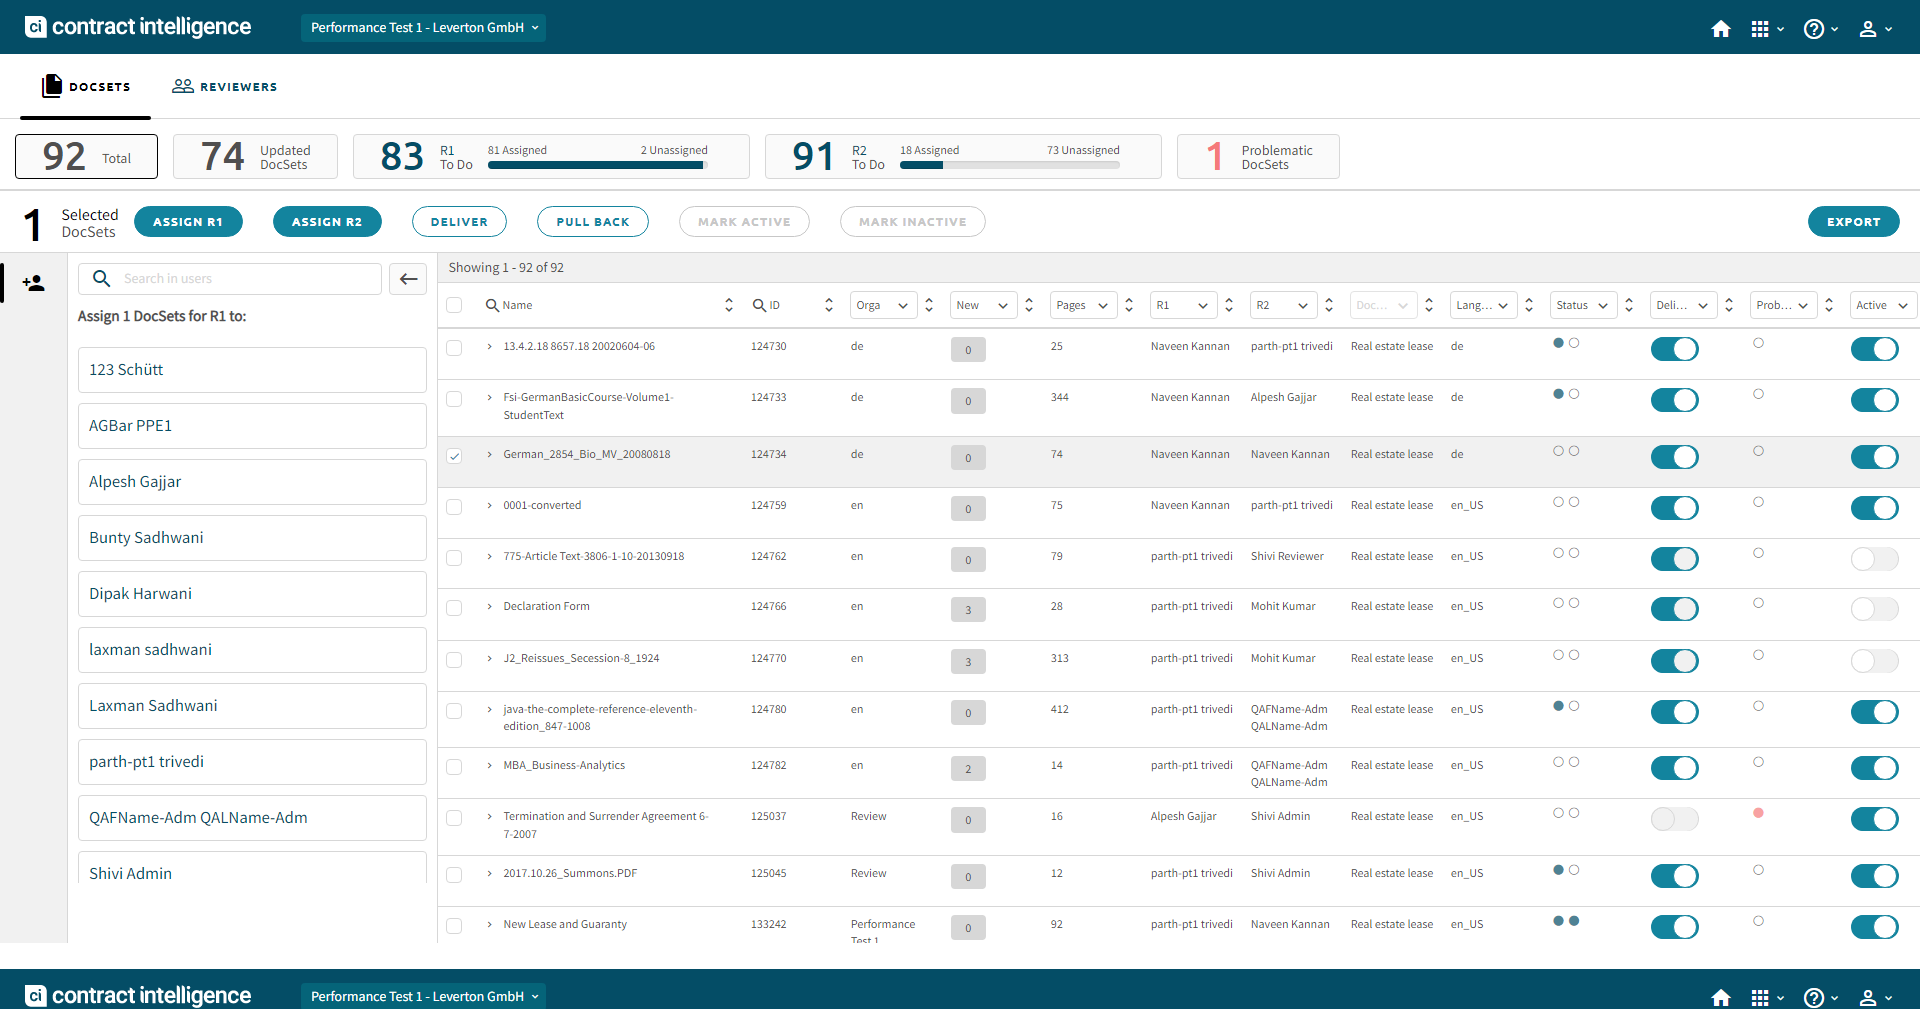 ci contract intelligence
Performance Test 1 - Leverton GmbH
DOCSETS
REVIEWERS
92 Total
74 Updated DocSets
83 R1 To Do 81 Assigned 2 Unassigned
91 R2 To Do 18 Assigned 73 Unassigned
1 Problematic DocSets
1 Selected DocSets
ASSIGN R1
ASSIGN R2
DELIVER
PULL BACK
MARK ACTIVE
MARK INACTIVE
EXPORT
Search in users
Assign 1 DocSets for R1 to:
123 Schütt
AGBar PPE1
Alpesh Gajjar
Bunty Sadhwani
Dipak Harwani
laxman sadhwani
Laxman Sadhwani
parth-pt1 trivedi
QAFName-Adm QALName-Adm
Shivi Admin
Showing 1 - 92 of 92
Name ID Orga New Pages R1 R2 Doc... Lang... Status Deli... Prob... Active
13.4.2.18 8657.18 20020604-06 124730 de 0 25 Naveen Kannan parth-pt1 trivedi Real estate lease de
Fsi-GermanBasicCourse-Volume1- 124733 de 0 344 Naveen Kannan Alpesh Gajjar Real estate lease de
StudentText
German_2854_Bio_MV_20080818 124734 de 0 74 Naveen Kannan Naveen Kannan Real estate lease de
0001-converted 124759 en 0 75 Naveen Kannan parth-pt1 trivedi Real estate lease en_US
775-Article Text-3806-1-10-20130918 124762 en 0 79 parth-pt1 trivedi Shivi Reviewer Real estate lease en_US
Declaration Form 124766 en 3 28 parth-pt1 trivedi Mohit Kumar Real estate lease en_US
J2_Reissues_Secession-8_1924 124770 en 3 313 parth-pt1 trivedi Mohit Kumar Real estate lease en_US
java-the-complete-reference-eleventh- 124780 en 0 412 parth-pt1 trivedi QAFName-Adm Real estate lease en_US
edition_847-1008 QALName-Adm
MBA_Business-Analytics 124782 en 2 14 parth-pt1 trivedi QAFName-Adm Real estate lease en_US
QALName-Adm
Termination and Surrender Agreement 6- 125037 Review 0 16 Alpesh Gajjar Shivi Admin Real estate lease en_US
7-2007
2017.10.26_Summons.PDF 125045 Review 0 12 parth-pt1 trivedi Shivi Admin Real estate lease en_US
New Lease and Guaranty 133242 Performance 0 92 parth-pt1 trivedi Naveen Kannan Real estate lease en_US
Test 1
ci contract intelligence
Performance Test 1 - Leverton GmbH